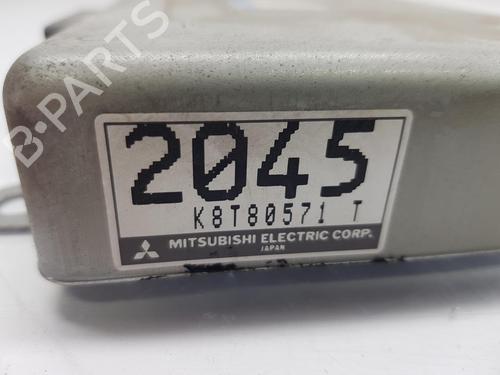 B-PARTS
2045
K8T80571 T
MITSUBISHI ELECTRIC CORP.
JAPAN